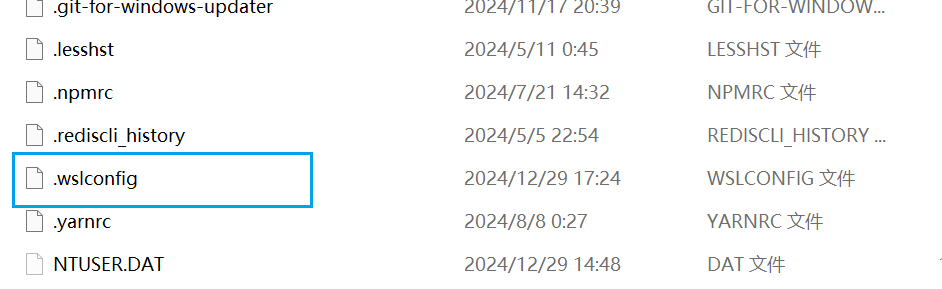 .git-for-windows-updater 2024/11/17 20:39 GIT-FOR-WINDOW...
.lesshst 2024/5/11 0:45 LESSHST 文件
.npmrc 2024/7/21 14:32 NPMRC 文件
.rediscli_history 2024/5/5 22:54 REDISCLI_HISTORY ...
.wslconfig 2024/12/29 17:24 WSLCONFIG 文件
.yarnrc 2024/8/8 0:27 YARNRC 文件
NTUSER.DAT 2024/12/29 14:48 DAT 文件